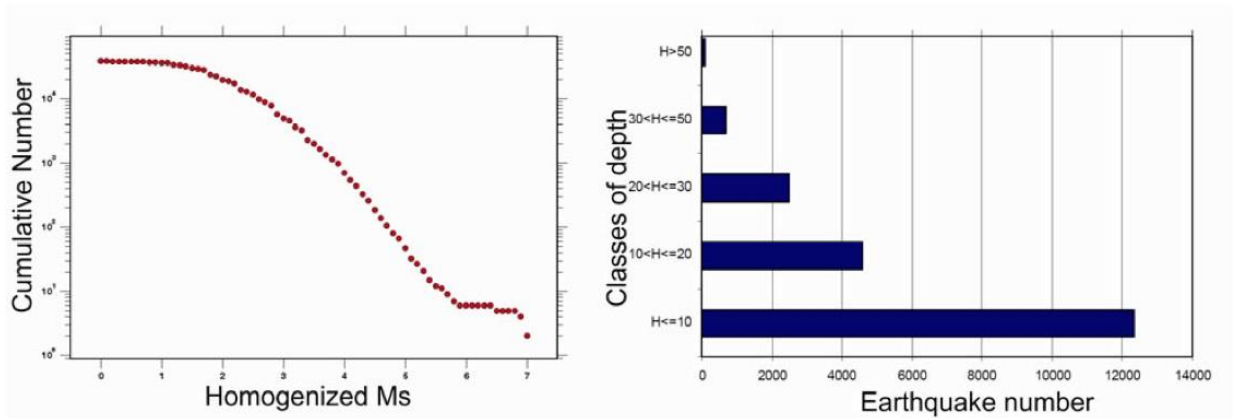 Cumulative Number
10⁴
10³
10²
10¹
10⁰
0 1 2 3 4 5 6 7
Homogenized Ms
Classes of depth
H>50
30<H<=50
20<H<=30
10<H<=20
H<=10
0 2000 4000 6000 8000 10000 12000 14000
Earthquake number